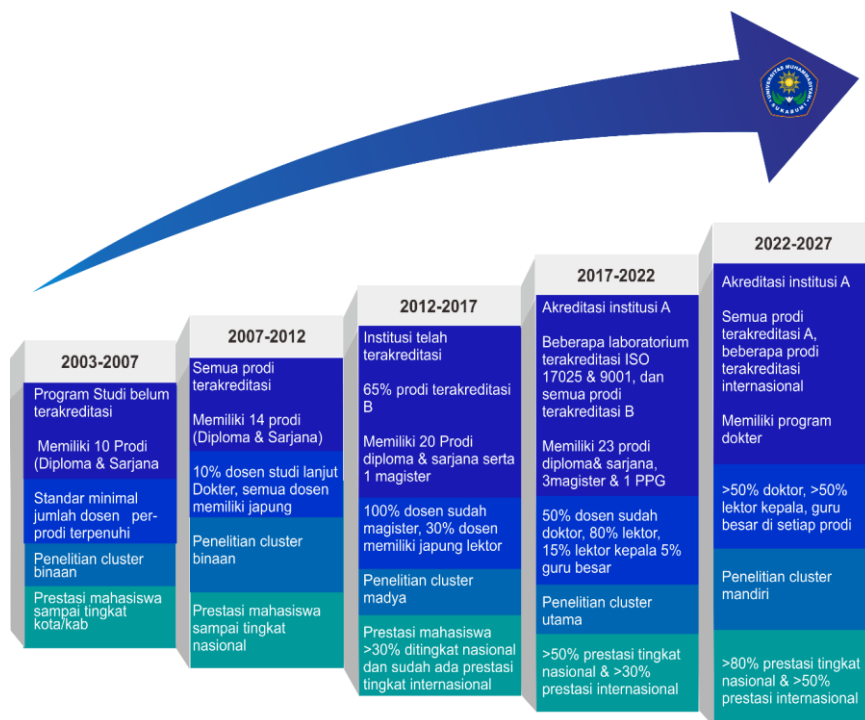 UNIVERSITAS MUHAMMADIYAH
SUKABUMI
2003-2007
Program Studi belum
terakreditasi
Memiliki 10 Prodi
(Diploma & Sarjana
Standar minimal
jumlah dosen per-
prodi terpenuhi
Penelitian cluster
binaan
Prestasi mahasiswa
sampai tingkat
kota/kab
2007-2012
Semua prodi
terakreditasi
Memiliki 14 prodi
(Diploma & Sarjana)
10% dosen studi lanjut
Dokter, semua dosen
memiliki japung
Penelitian cluster
binaan
Prestasi mahasiswa
sampai tingkat
nasional
2012-2017
Institusi telah
terakreditasi
65% prodi terakreditasi
B
Memiliki 20 Prodi
diploma & sarjana serta
1 magister
100% dosen sudah
magister, 30% dosen
memiliki japung lektor
Penelitian cluster
madya
Prestasi mahasiswa
>30% ditingkat nasional
dan sudah ada prestasi
tingkat internasional
2017-2022
Akreditasi institusi A
Beberapa laboratorium
terakreditasi ISO
17025 & 9001, dan
semua prodi
terakreditasi B
Memiliki 23 prodi
diploma& sarjana,
3magister & 1 PPG
50% dosen sudah
doktor, 80% lektor,
15% lektor kepala 5%
guru besar
Penelitian cluster
utama
>50% prestasi tingkat
nasional & >30%
prestasi internasional
2022-2027
Akreditasi institusi A
Semua prodi
terakreditasi A,
beberapa prodi
terakreditasi
internasional
Memiliki program
dokter
>50% doktor, >50%
lektor kepala, guru
besar di setiap prodi
Penelitian cluster
mandiri
>80% prestasi tingkat
nasional & >50%
prestasi internasional